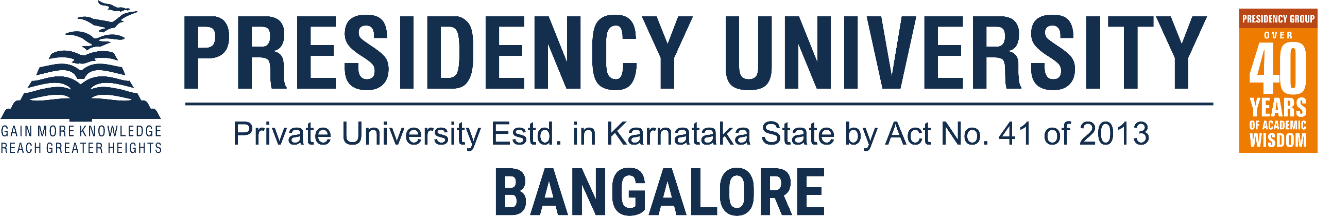 PRESIDENCY UNIVERSITY
Private University Estd. in Karnataka State by Act No. 41 of 2013
BANGALORE
GAIN MORE KNOWLEDGE
REACH GREATER HEIGHTS
PRESIDENCY GROUP
OVER
40
YEARS
OF ACADEMIC
WISDOM